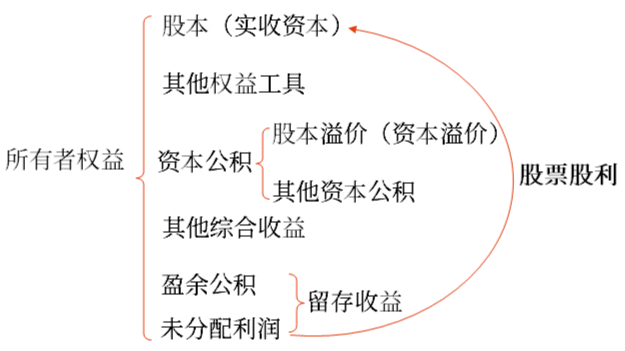 股本（实收资本）
其他权益工具
所有者权益
资本公积
股本溢价（资本溢价）
其他资本公积
股票股利
其他综合收益
盈余公积
留存收益
未分配利润